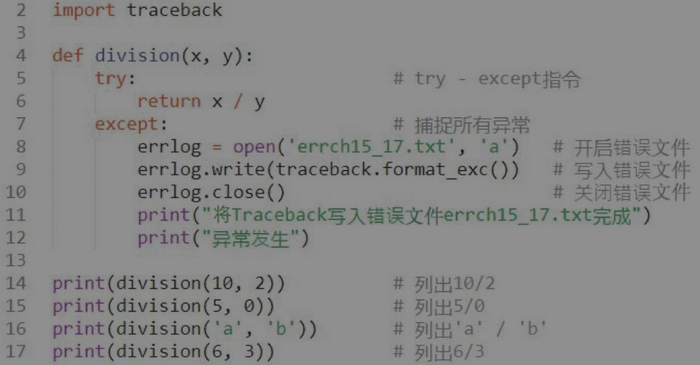 2 import traceback
3
4 def division(x, y):
5     try:                        # try - except指令
6         return x / y
7     except:                     # 捕捉所有异常
8         errlog = open('errch15_17.txt', 'a')   # 开启错误文件
9         errlog.write(traceback.format_exc())   # 写入错误文件
10         errlog.close()                         # 关闭错误文件
11         print("将Traceback写入错误文件errch15_17.txt完成")
12         print("异常发生")
13
14 print(division(10, 2))          # 列出10/2
15 print(division(5, 0))           # 列出5/0
16 print(division('a', 'b'))       # 列出'a' / 'b'
17 print(division(6, 3))           # 列出6/3